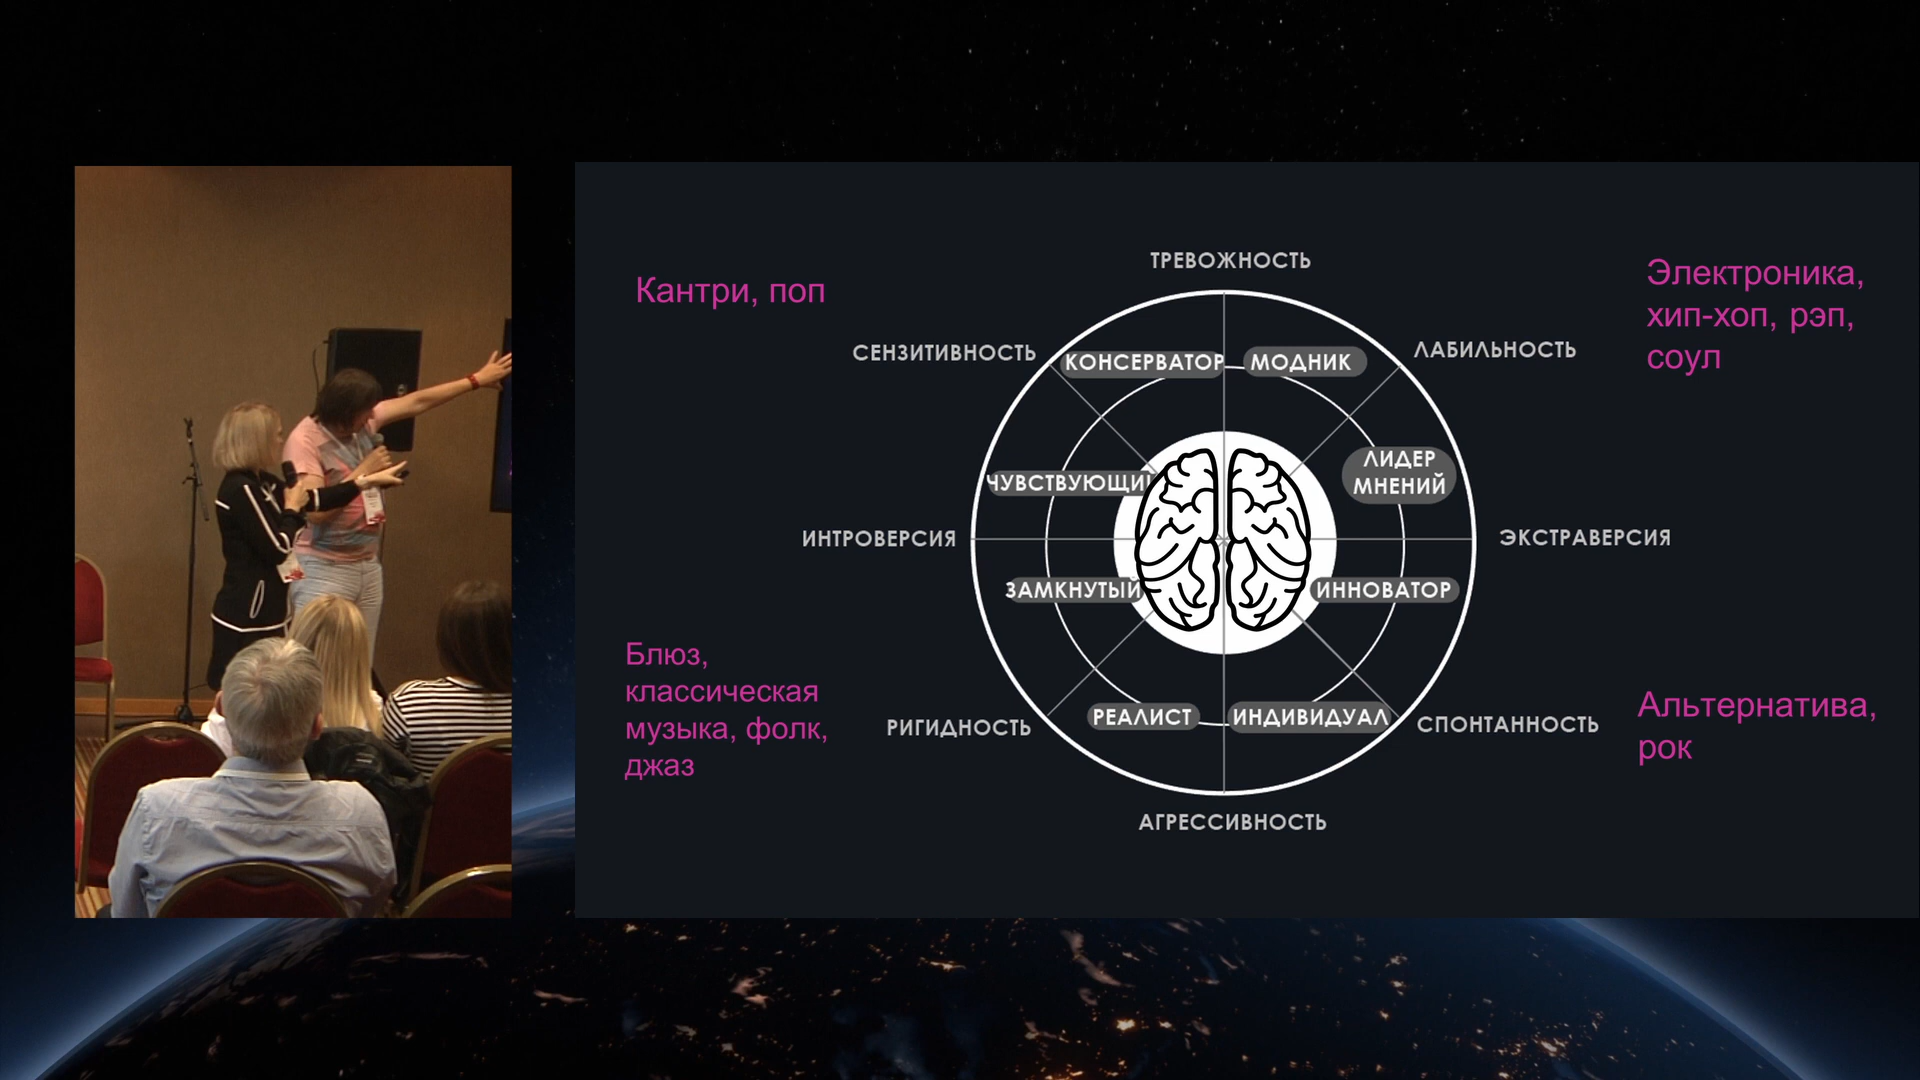 ТРЕВОЖНОСТЬ
Кантри, поп
Электроника,
хип-хоп, рэп,
соул
СЕНЗИТИВНОСТЬ
ЛАБИЛЬНОСТЬ
КОНСЕРВАТОР
МОДНИК
ЧУВСТВУЮЩИЙ
ЛИДЕР
МНЕНИЙ
ИНТРОВЕРСИЯ
ЭКСТРАВЕРСИЯ
ЗАМКНУТЫЙ
ИННОВАТОР
Блюз,
классическая
музыка, фолк,
джаз
РИГИДНОСТЬ
РЕАЛИСТ
ИНДИВИДУАЛ
СПОНТАННОСТЬ
Альтернатива,
рок
АГРЕССИВНОСТЬ